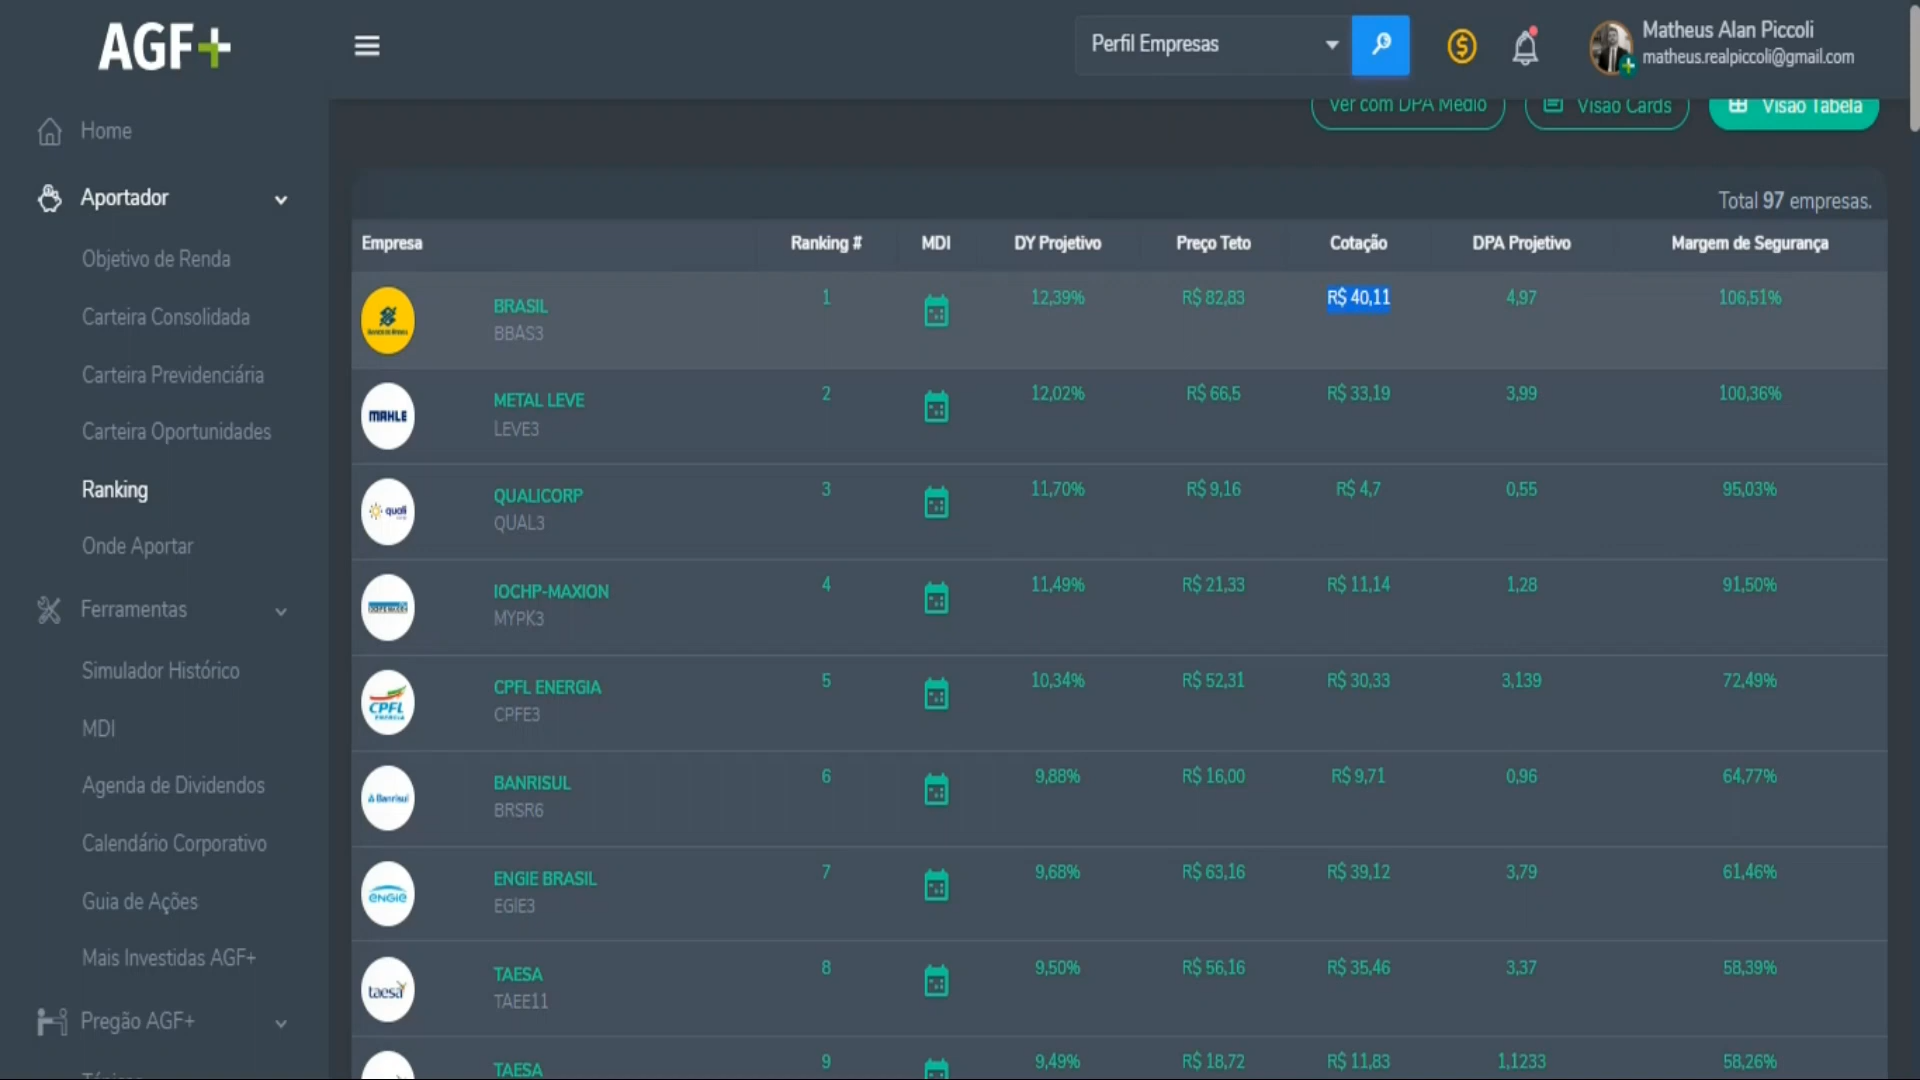 AGF+
Perfil Empresas
Matheus Alan Piccoli
matheus.realpiccoli@gmail.com
Home
Aportador
Objetivo de Renda
Carteira Consolidada
Carteira Previdenciária
Carteira Oportunidades
Ranking
Onde Aportar
Ferramentas
Simulador Histórico
MDI
Agenda de Dividendos
Calendário Corporativo
Guia de Ações
Mais Investidas AGF+
Pregão AGF+
Ver com DPA Médio Visão Cards Visão Tabela
Total 97 empresas.
Empresa Ranking # MDI DY Projetivo Preço Teto Cotação DPA Projetivo Margem de Segurança
BRASIL 1 12,39% R$ 82,83 R$ 40,11 4,97 106,51%
BBAS3
MAHLE METAL LEVE 2 12,02% R$ 66,5 R$ 33,19 3,99 100,36%
LEVE3
quali QUALICORP 3 11,70% R$ 9,16 R$ 4,7 0,55 95,03%
QUAL3
IOCHP-MAXION 4 11,49% R$ 21,33 R$ 11,14 1,28 91,50%
MYPK3
CPFL ENERGIA CPFL ENERGIA 5 10,34% R$ 52,31 R$ 30,33 3,139 72,49%
CPFE3
Banrisul BANRISUL 6 9,88% R$ 16,00 R$ 9,71 0,96 64,77%
BRSR6
ENGIE ENGIE BRASIL 7 9,68% R$ 63,16 R$ 39,12 3,79 61,46%
EGIE3
taesa TAESA 8 9,50% R$ 56,16 R$ 35,46 3,37 58,39%
TAEE11
TAESA 9 9,49% R$ 18,72 R$ 11,83 1,1233 58,26%